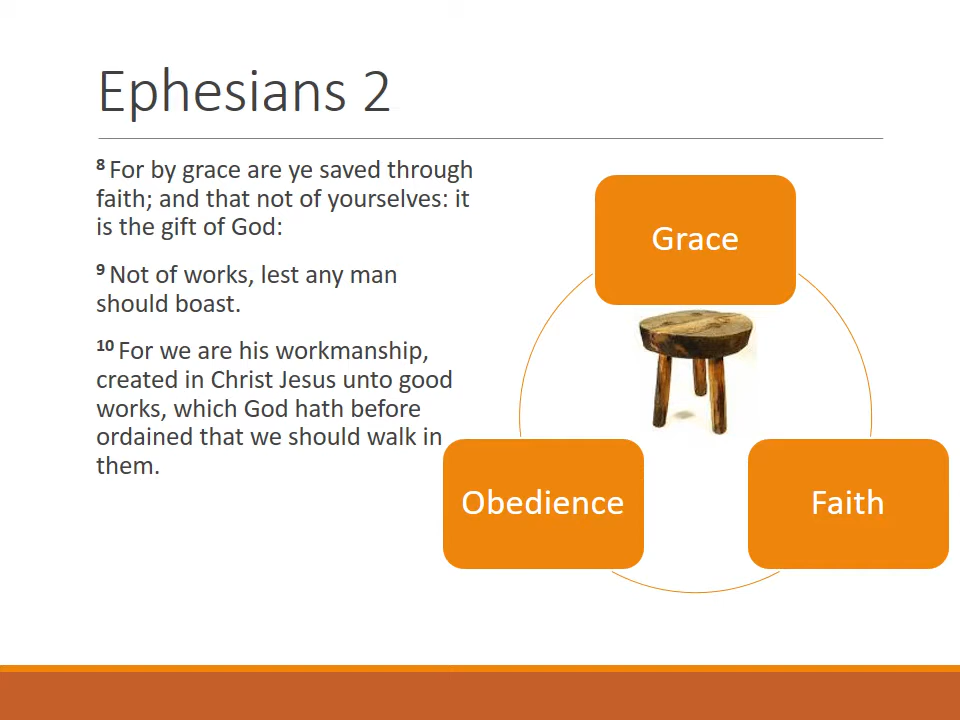 Ephesians 2
8 For by grace are ye saved through
faith; and that not of yourselves: it
is the gift of God:
9 Not of works, lest any man
should boast.
10 For we are his workmanship,
created in Christ Jesus unto good
works, which God hath before
ordained that we should walk in
them.
Grace
Obedience
Faith